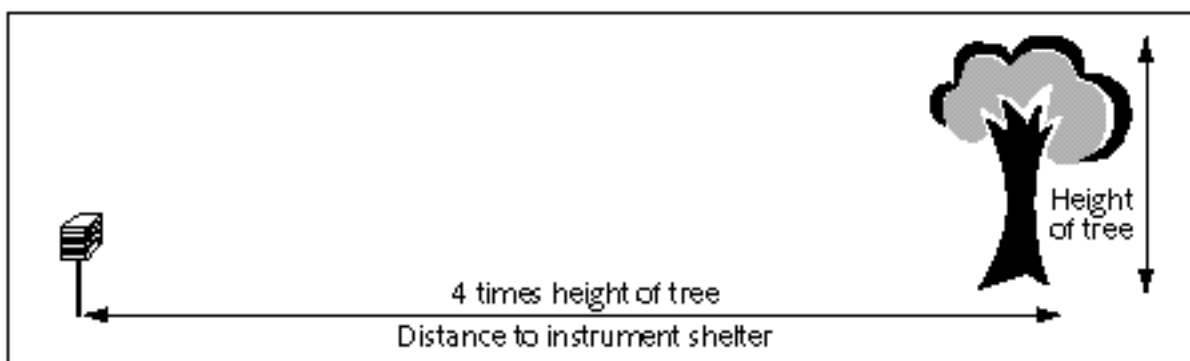 Height
of tree
4 times height of tree
Distance to instrument shelter